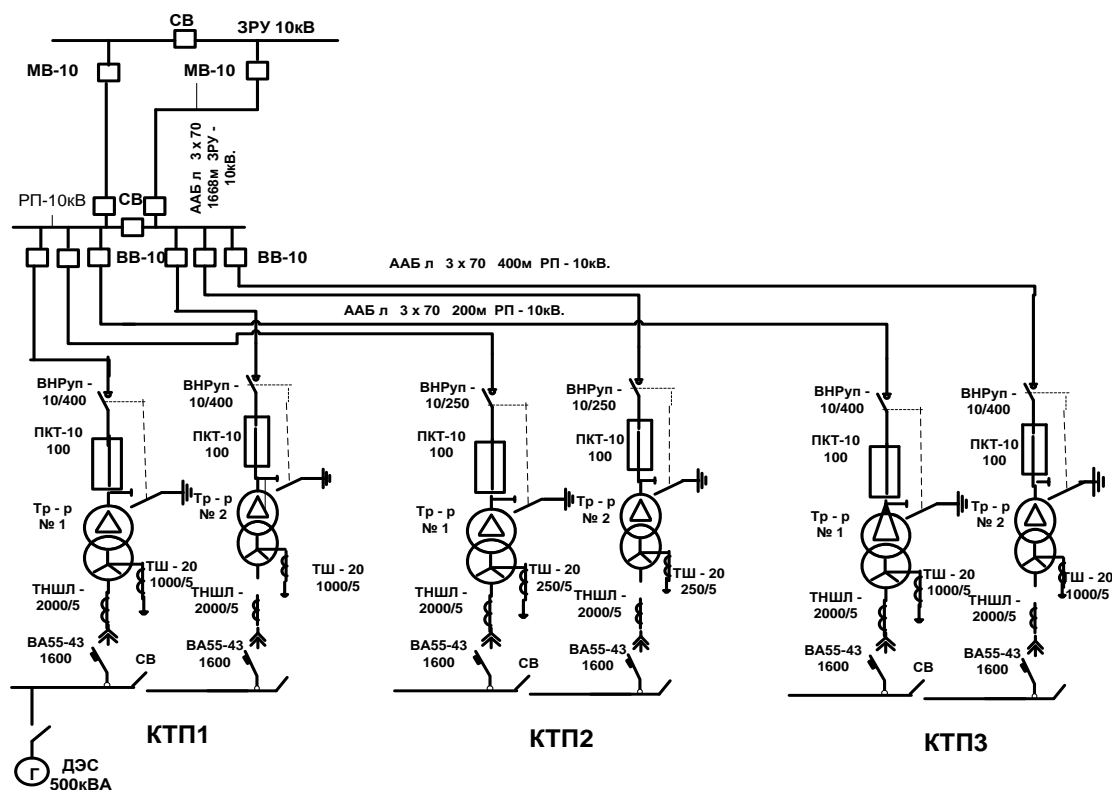 СВ
ЗРУ 10кВ
МВ-10
МВ-10
ААБ л 3 х 70
1668м ЗРУ -
10кВ.
РП-10кВ
СВ
ВВ-10
ВВ-10
ААБ л 3 х 70 400м РП - 10кВ.
ААБ л 3 х 70 200м РП - 10кВ.
ВНРуп -
10/400
ПКТ-10
100
Тр - р
№ 1
ТНШЛ -
2000/5
ВА55-43
1600
ТШ - 20
1000/5
СВ
ВНРуп -
10/400
ПКТ-10
100
Тр - р
№ 2
ТНШЛ -
2000/5
ВА55-43
1600
ТШ - 20
1000/5
КТП1
Г
ДЭС
500кВА
ВНРуп -
10/250
ПКТ-10
100
Тр - р
№ 1
ТНШЛ -
2000/5
ВА55-43
1600
ТШ - 20
250/5
СВ
ВНРуп -
10/250
ПКТ-10
100
Тр - р
№ 2
ТНШЛ -
2000/5
ВА55-43
1600
ТШ - 20
250/5
КТП2
ВНРуп -
10/400
ПКТ-10
100
Тр - р
№ 1
ТНШЛ -
2000/5
ВА55-43
1600
ТШ - 20
1000/5
СВ
ВНРуп -
10/400
ПКТ-10
100
Тр - р
№ 2
ТНШЛ -
2000/5
ВА55-43
1600
ТШ - 20
1000/5
КТП3